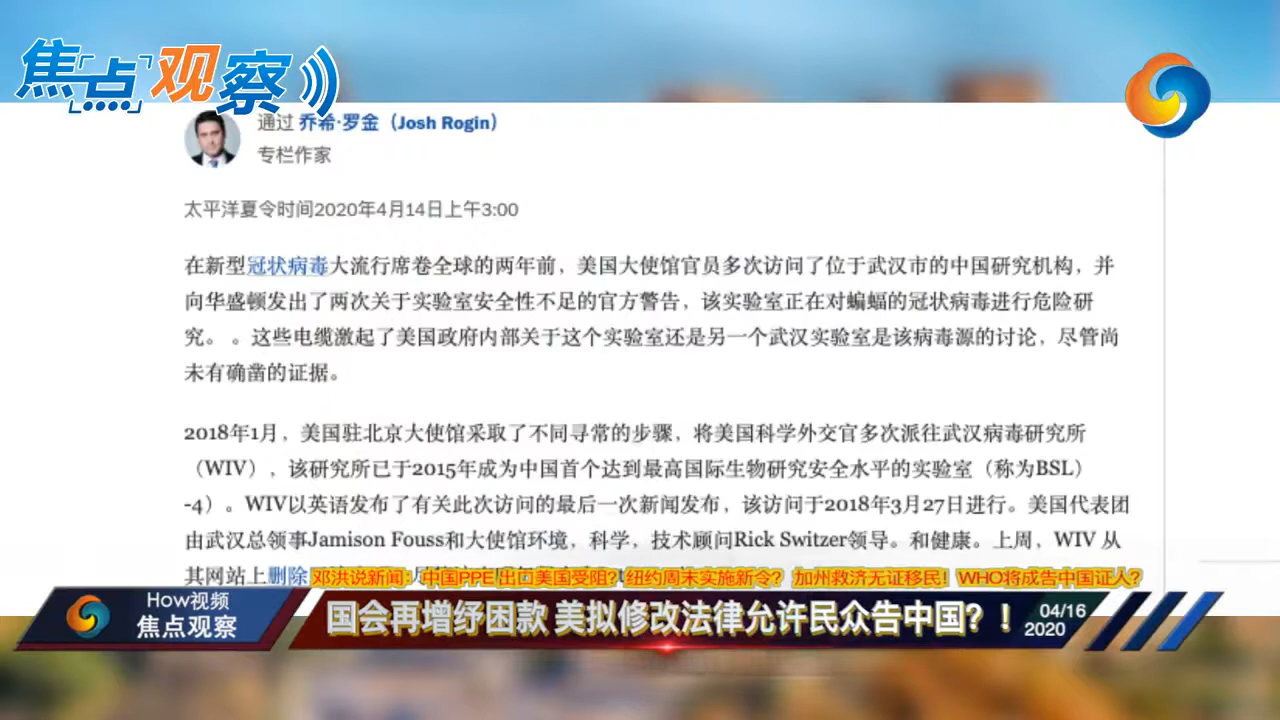 焦点观察
通过 乔希·罗金（Josh Rogin）
专栏作家
太平洋夏令时间2020年4月14日上午3:00
在新型冠状病毒大流行席卷全球的两年前，美国大使馆官员多次访问了位于武汉市的中国研究机构，并
向华盛顿发出了两次关于实验室安全性不足的官方警告，该实验室正在对蝙蝠的冠状病毒进行危险研
究。 。这些电缆激起了美国政府内部关于这个实验室还是另一个武汉实验室是该病毒源的讨论，尽管尚
未有确凿的证据。
2018年1月，美国驻北京大使馆采取了不同寻常的步骤，将美国科学外交官多次派往武汉病毒研究所
（WIV），该研究所已于2015年成为中国首个达到最高国际生物研究安全水平的实验室（称为BSL）
-4）。WIV以英语发布了有关此次访问的最后一次新闻发布，该访问于2018年3月27日进行。美国代表团
由武汉总领事Jamison Fouss和大使馆环境，科学，技术顾问Rick Switzer领导。和健康。上周，WIV 从
其网站上删除
邓洪说新闻：中国PPE 出口美国受阻？纽约周末实施新令？ 加州救济无证移民！WHO将成告中国证人？
How视频
焦点观察
国会再增纾困款 美拟修改法律允许民众告中国？！
04/16
2020